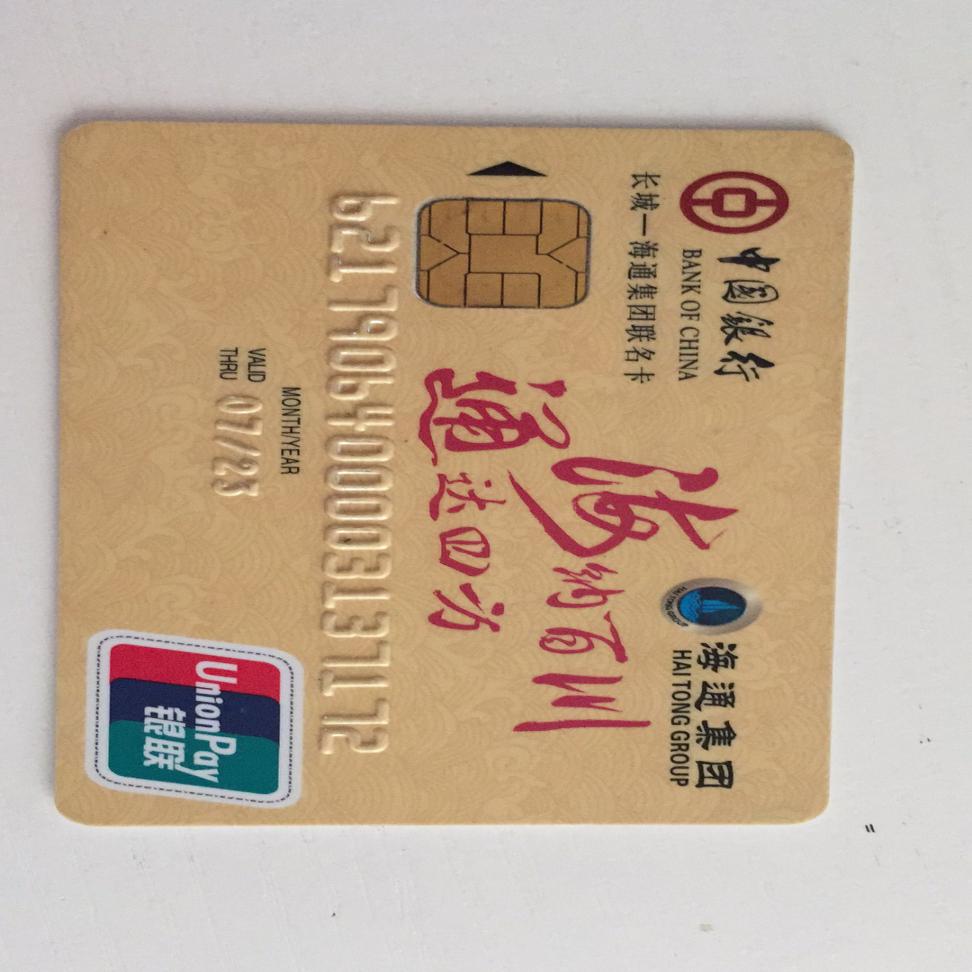 中国银行
BANK OF CHINA
长城—海通集团联名卡
海通集团
HAI TONG GROUP
海纳百川
通达四方
6217906400003137172
MONTH/YEAR
VALID THRU 07/23
UnionPay
银联